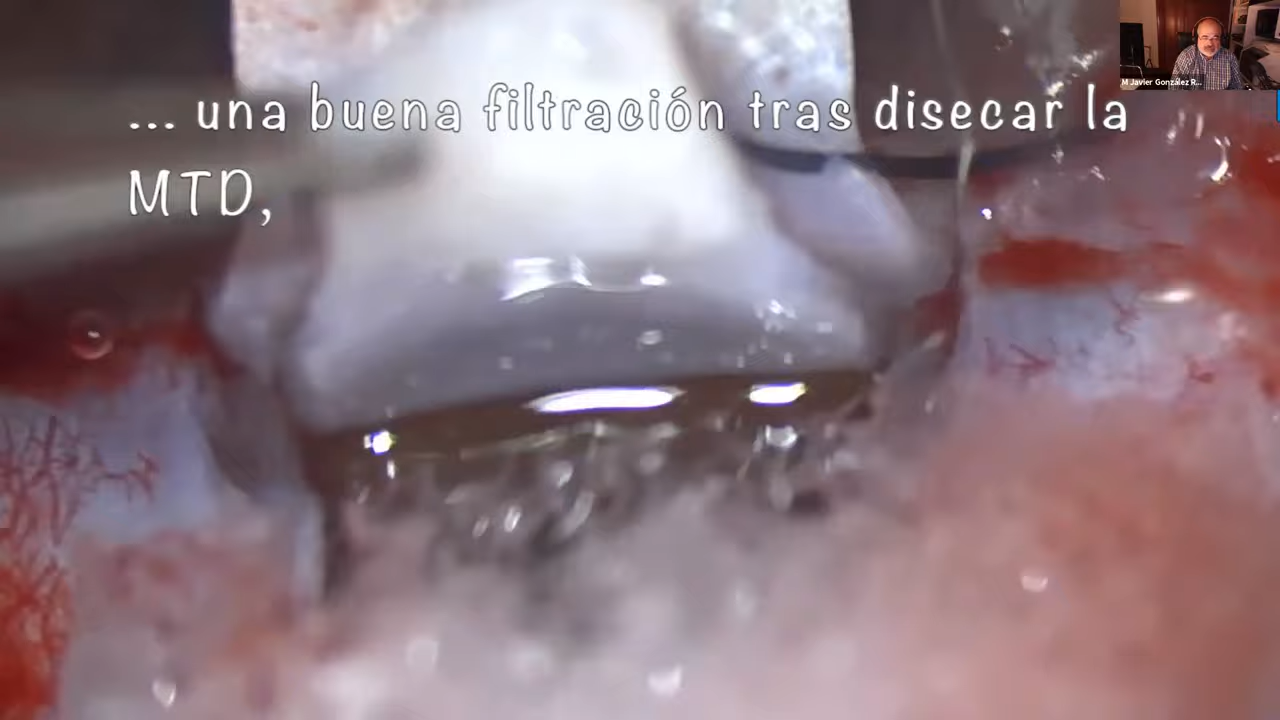 ... una buena filtración tras disecar la
MTD,
M Javier González R...